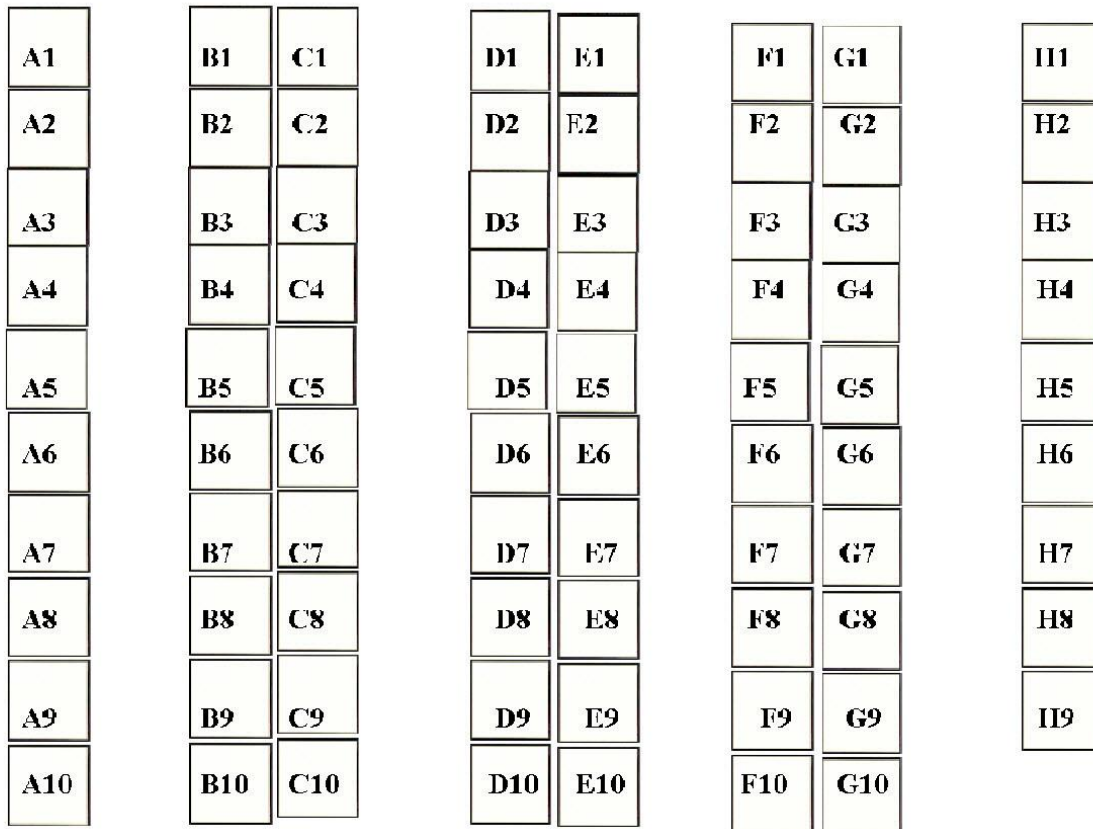 A1 B1 C1 D1 E1 F1 G1 H1
A2 B2 C2 D2 E2 F2 G2 H2
A3 B3 C3 D3 E3 F3 G3 H3
A4 B4 C4 D4 E4 F4 G4 H4
A5 B5 C5 D5 E5 F5 G5 H5
A6 B6 C6 D6 E6 F6 G6 H6
A7 B7 C7 D7 E7 F7 G7 H7
A8 B8 C8 D8 E8 F8 G8 H8
A9 B9 C9 D9 E9 F9 G9 H9
A10 B10 C10 D10 E10 F10 G10